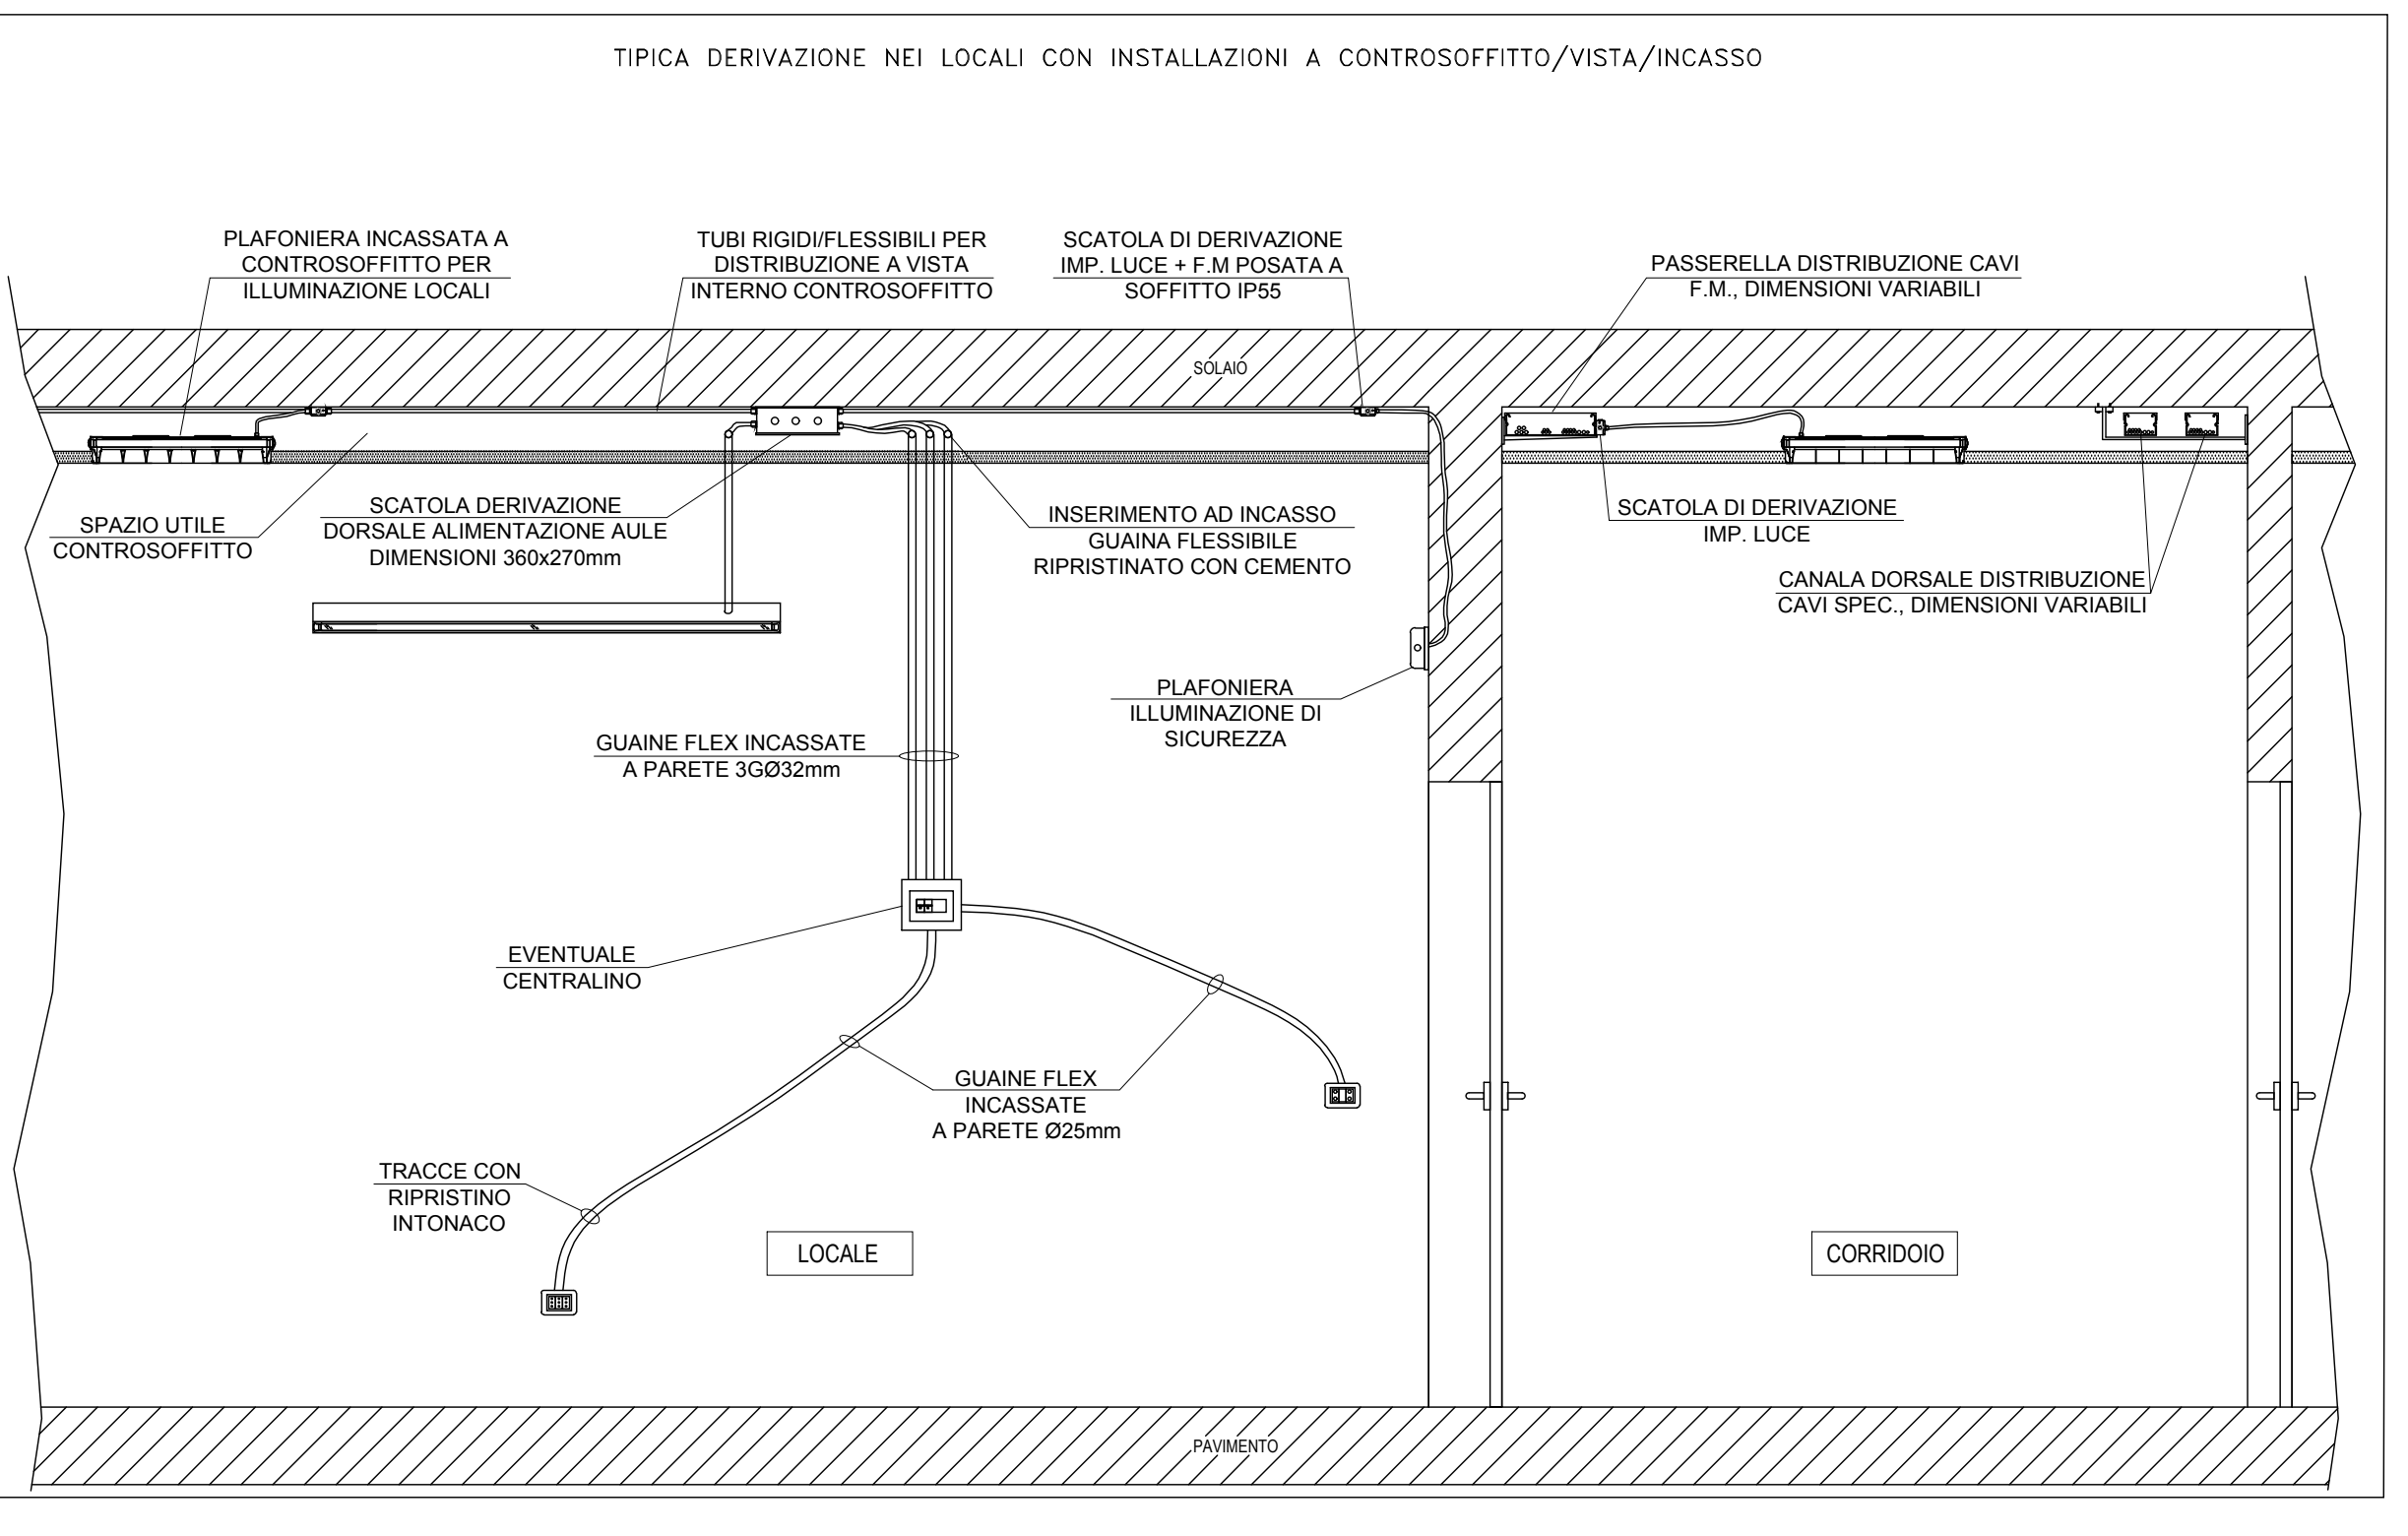 TIPICA DERIVAZIONE NEI LOCALI CON INSTALLAZIONI A CONTROSOFFITTO/VISTA/INCASSO
PLAFONIERA INCASSATA A
CONTROSOFFITTO PER
ILLUMINAZIONE LOCALI
TUBI RIGIDI/FLESSIBILI PER
DISTRIBUZIONE A VISTA
INTERNO CONTROSOFFITTO
SCATOLA DI DERIVAZIONE
IMP. LUCE + F.M POSATA A
SOFFITTO IP55
PASSERELLA DISTRIBUZIONE CAVI
F.M., DIMENSIONI VARIABILI
SOLAIO
SPAZIO UTILE
CONTROSOFFITTO
SCATOLA DERIVAZIONE
DORSALE ALIMENTAZIONE AULE
DIMENSIONI 360x270mm
INSERIMENTO AD INCASSO
GUAINA FLESSIBILE
RIPRISTINATO CON CEMENTO
SCATOLA DI DERIVAZIONE
IMP. LUCE
CANALA DORSALE DISTRIBUZIONE
CAVI SPEC., DIMENSIONI VARIABILI
PLAFONIERA
ILLUMINAZIONE DI
SICUREZZA
GUAINE FLEX INCASSATE
A PARETE 3GØ32mm
EVENTUALE
CENTRALINO
GUAINE FLEX
INCASSATE
A PARETE Ø25mm
TRACCE CON
RIPRISTINO
INTONACO
LOCALE
CORRIDOIO
PAVIMENTO